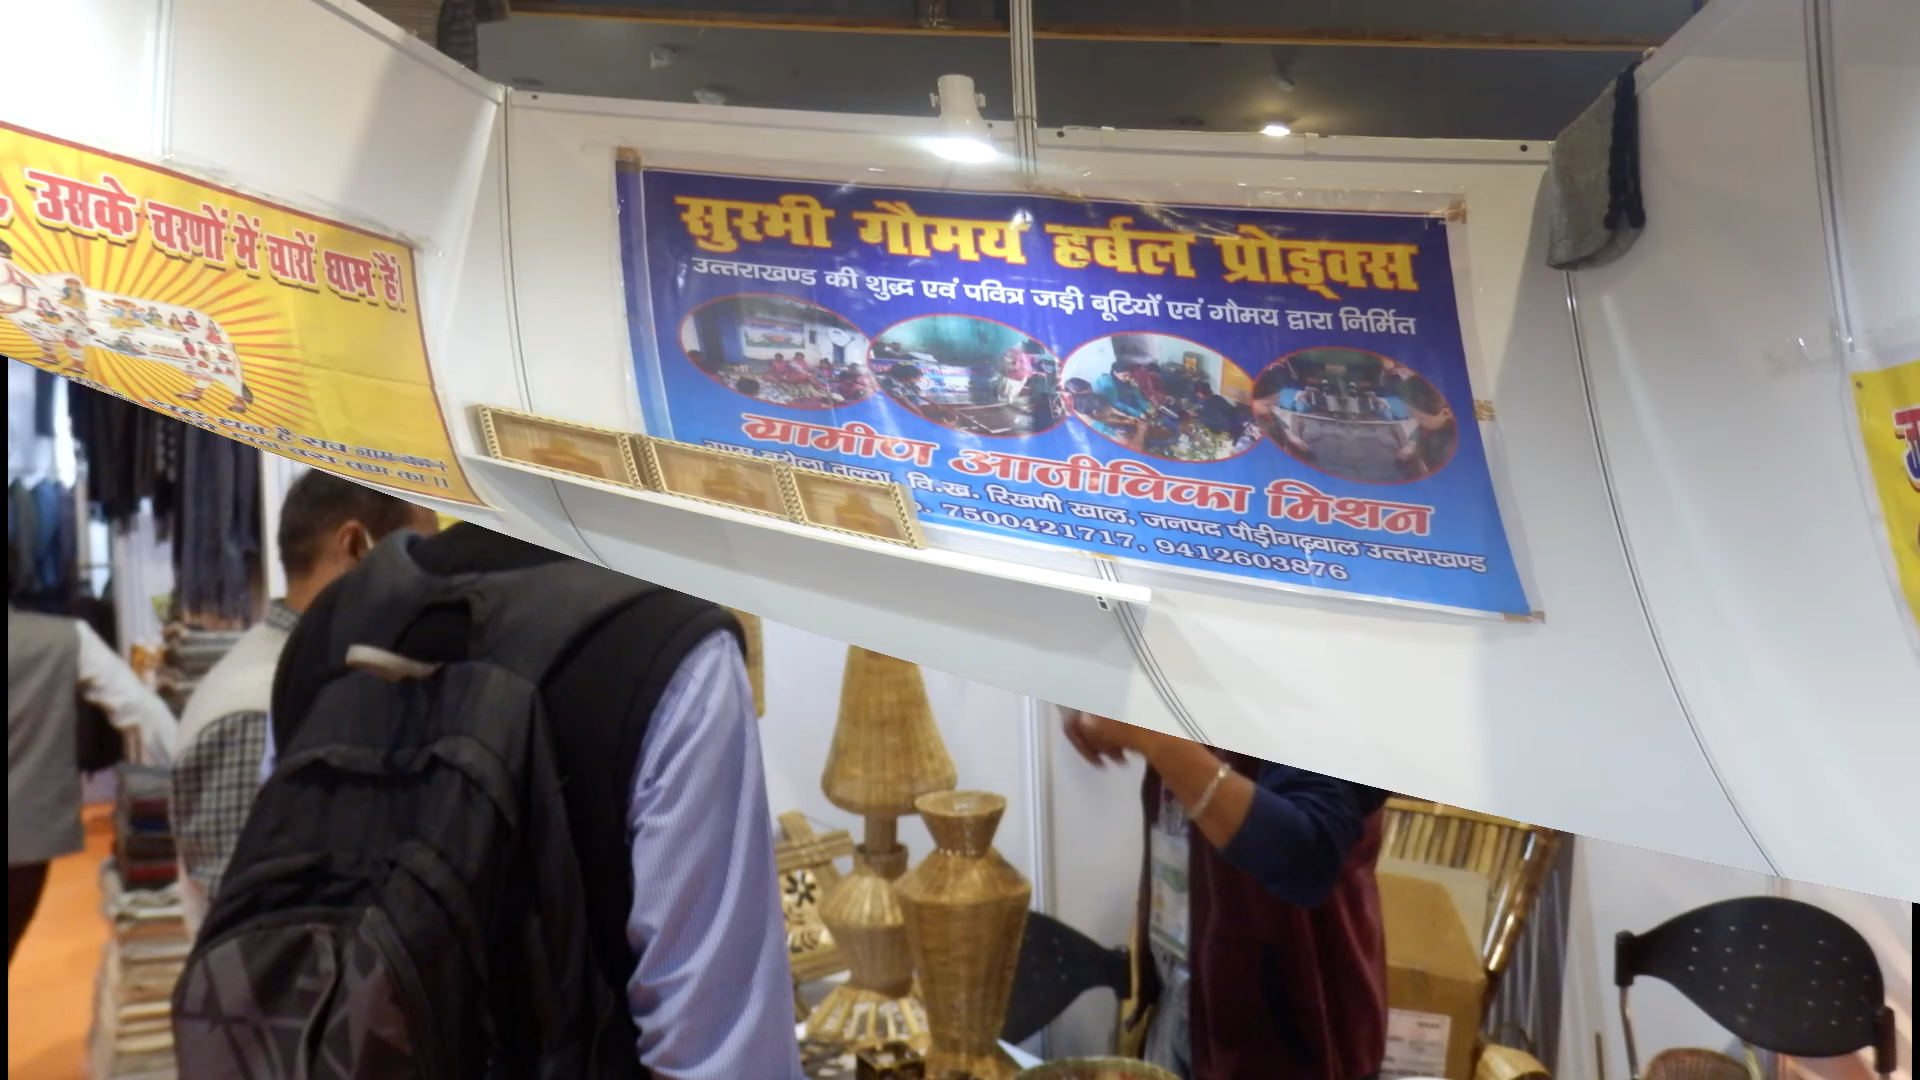 उसके चरणों में चारों धाम हैं।
सुरभी गौमय हर्बल प्रोड्क्स
उत्तराखण्ड की शुद्ध एवं पवित्र जड़ी बूटियों एवं गौमय द्वारा निर्मित
ग्रामीण आजीविका मिशन
तल्ला, वि.ख. रिखणी खाल, जनपद पौड़ीगढ़वाल उत्तराखण्ड
7500421717, 9412603876